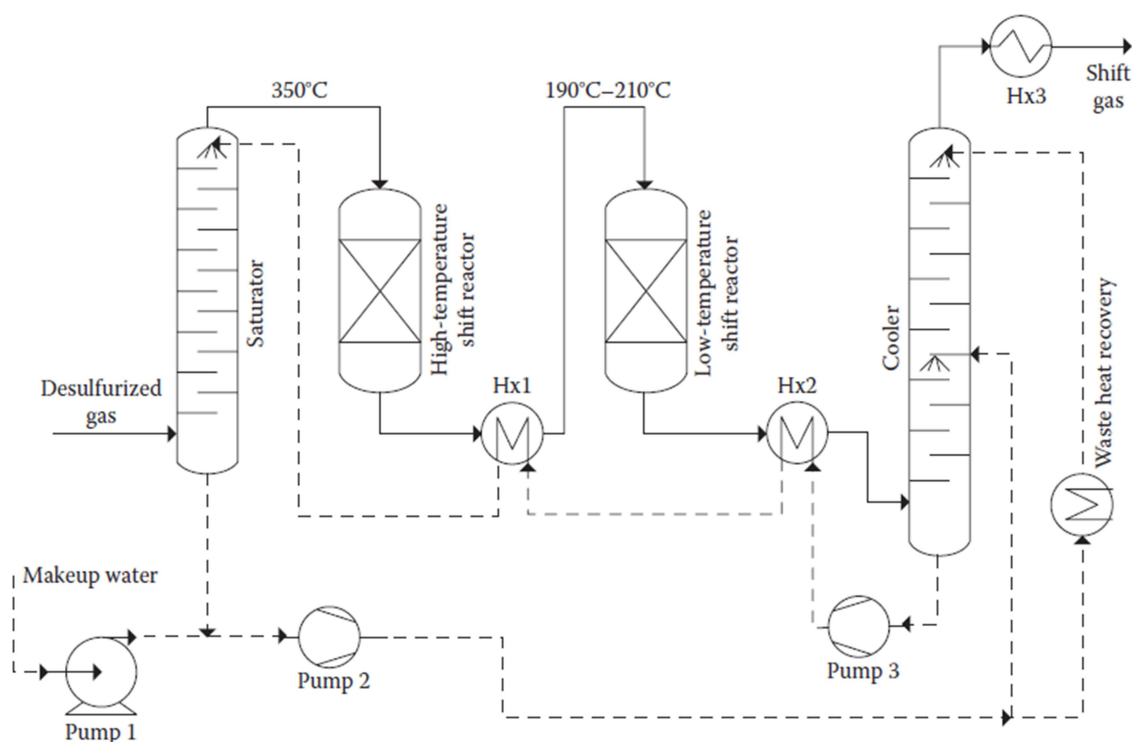 350°C
190°C–210°C
Hx3
Shift
gas
Saturator
High-temperature
shift reactor
Low-temperature
shift reactor
Cooler
Waste heat recovery
Desulfurized
gas
Hx1
Hx2
Makeup water
Pump 1
Pump 2
Pump 3